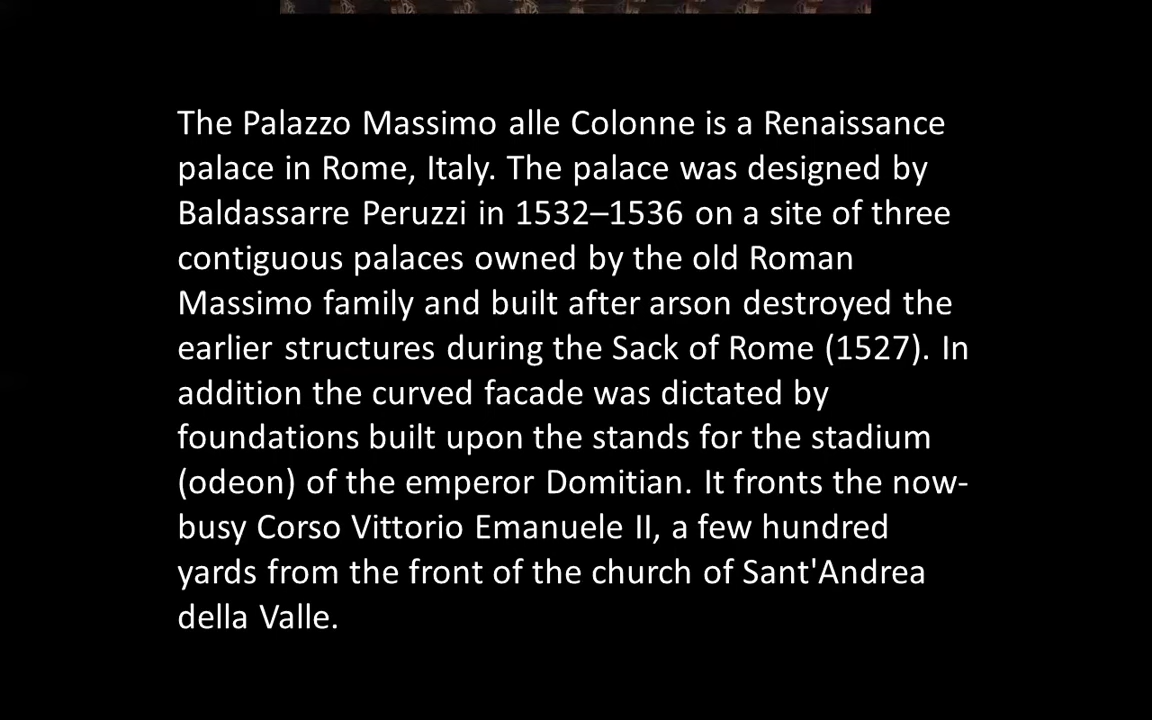 The Palazzo Massimo alle Colonne is a Renaissance
palace in Rome, Italy. The palace was designed by
Baldassarre Peruzzi in 1532–1536 on a site of three
contiguous palaces owned by the old Roman
Massimo family and built after arson destroyed the
earlier structures during the Sack of Rome (1527). In
addition the curved facade was dictated by
foundations built upon the stands for the stadium
(odeon) of the emperor Domitian. It fronts the now-
busy Corso Vittorio Emanuele II, a few hundred
yards from the front of the church of Sant'Andrea
della Valle.